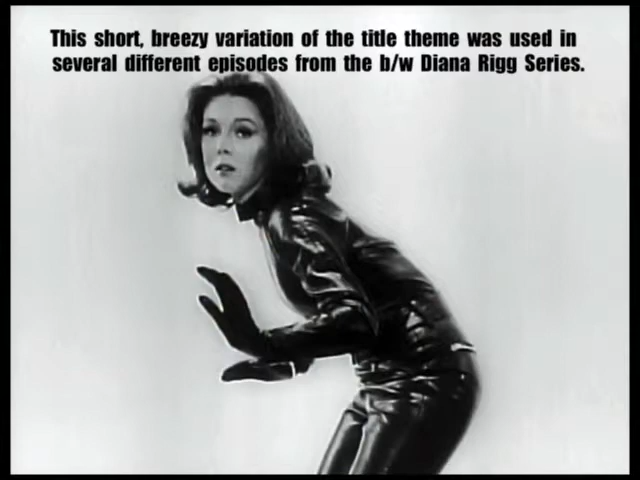 This short, breezy variation of the title theme was used in
several different episodes from the b/w Diana Rigg Series.